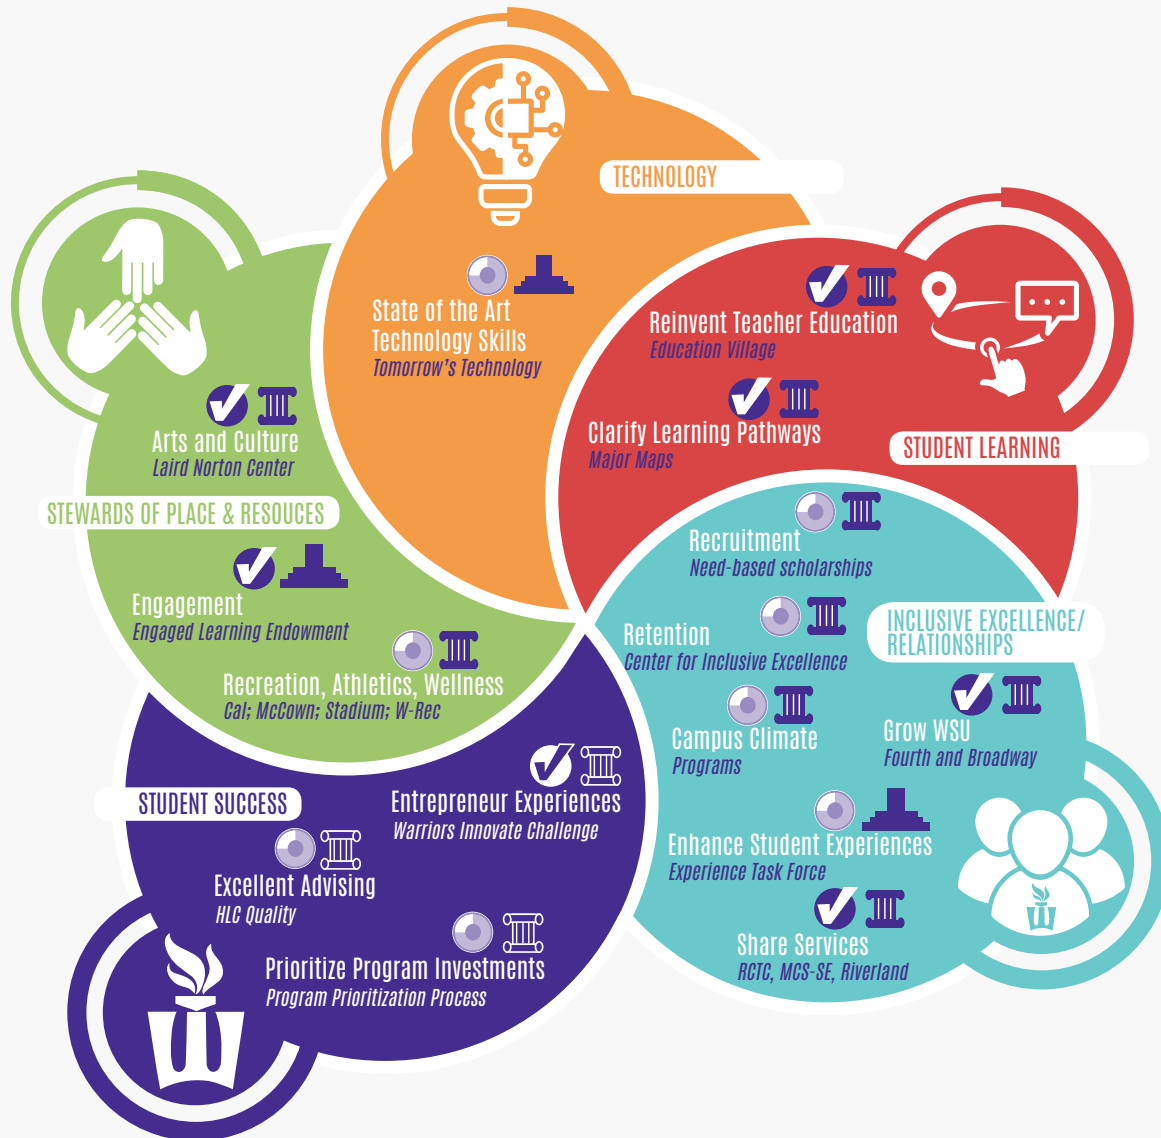 TECHNOLOGY
State of the Art
Technology Skills
Tomorrow's Technology
Reinvent Teacher Education
Education Village
Clarify Learning Pathways
Major Maps
STUDENT LEARNING
Arts and Culture
Laird Norton Center
STEWARDS OF PLACE & RESOUCES
Engagement
Engaged Learning Endowment
Recreation, Athletics, Wellness
Cal; McCown; Stadium; W-Rec
Recruitment
Need-based scholarships
INCLUSIVE EXCELLENCE/
RELATIONSHIPS
Retention
Center for Inclusive Excellence
Campus Climate
Programs
Grow WSU
Fourth and Broadway
Enhance Student Experiences
Experience Task Force
Share Services
RCTC, MCS-SE, Riverland
STUDENT SUCCESS
Entrepreneur Experiences
Warriors Innovate Challenge
Excellent Advising
HLC Quality
Prioritize Program Investments
Program Prioritization Process